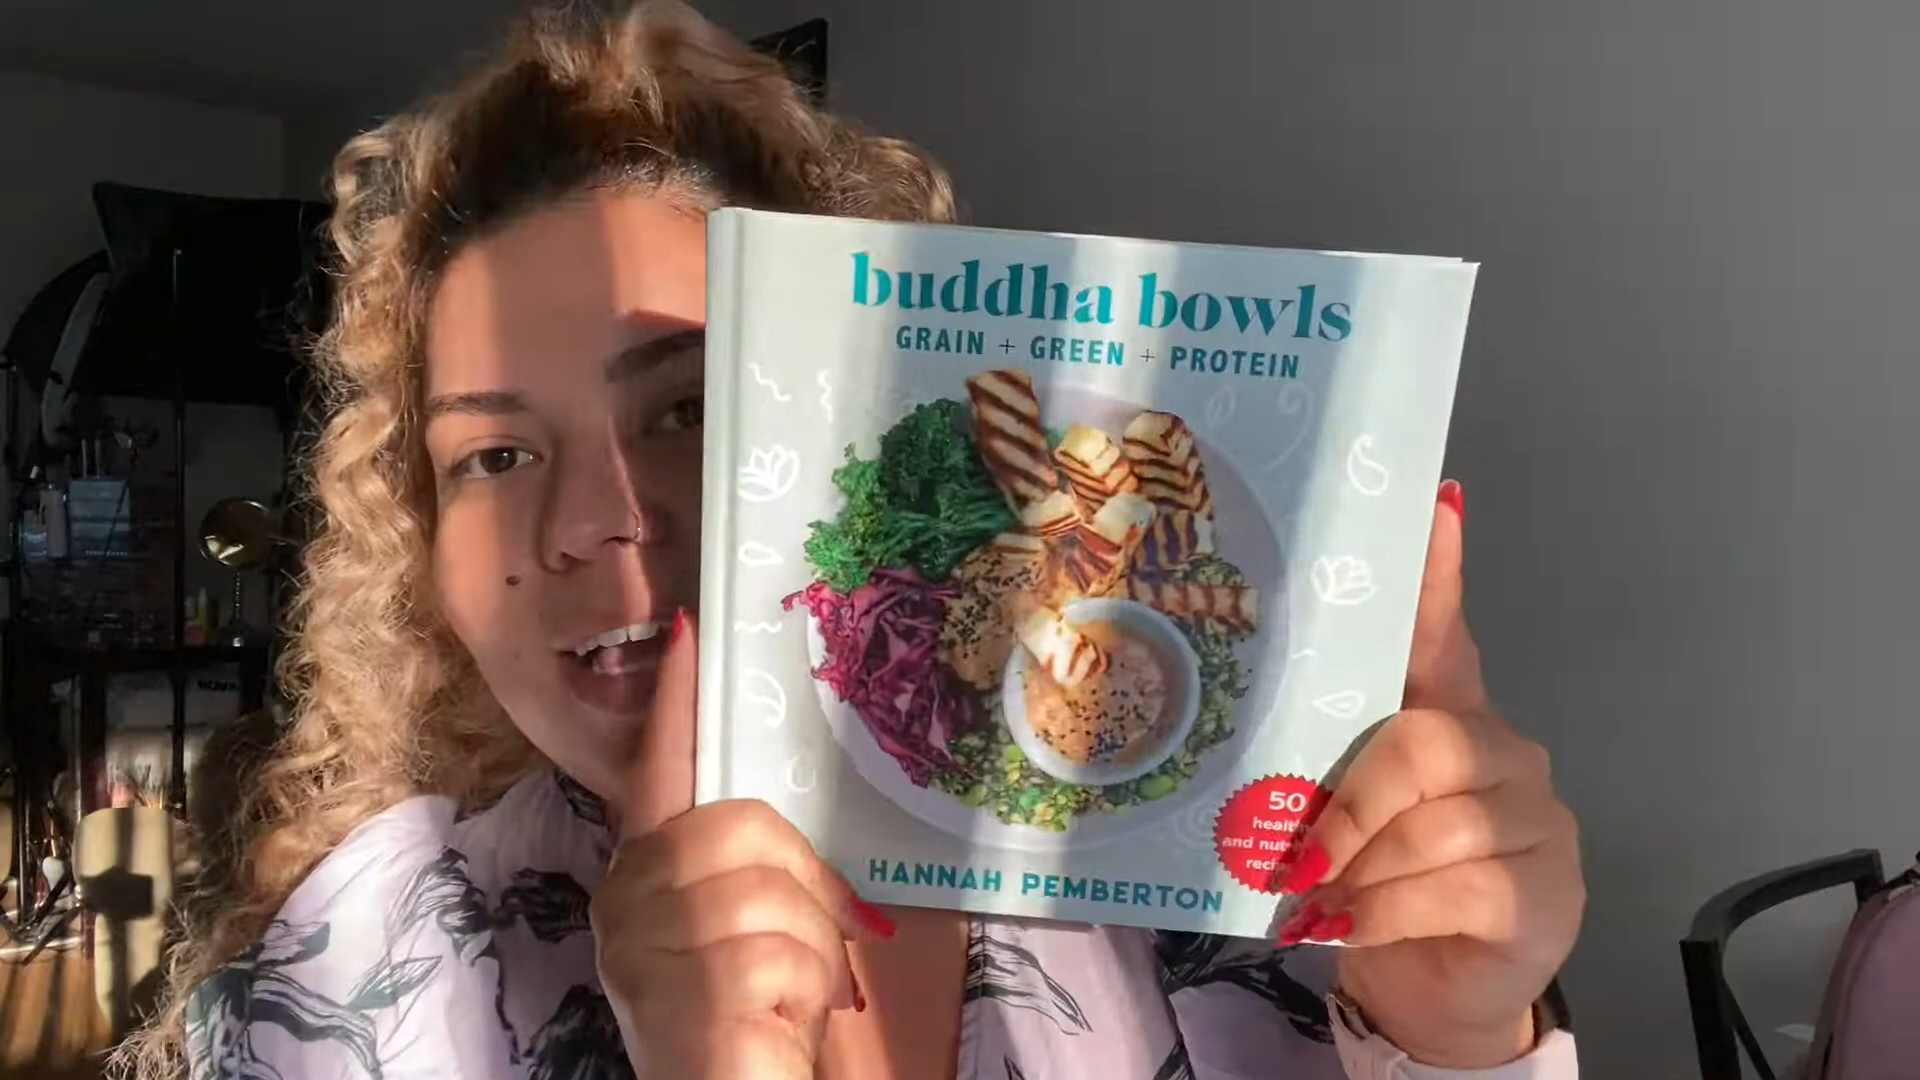 buddha bowls
GRAIN + GREEN + PROTEIN
50
and
HANNAH PEMBERTON